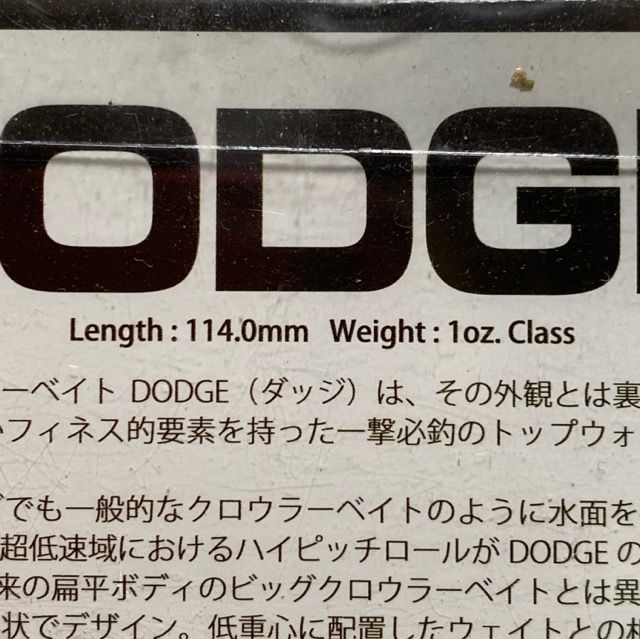 ODG
Length : 114.0mm Weight : 1oz. Class
ーベイト DODGE（ダッジ）は、その外観とは裏
フィネス的要素を持った一撃必釣のトップウォ
でも一般的なクロウラーベイトのように水面を
超低速域におけるハイピッチロールが DODGE の
来の扁平ボディのビッグクロウラーベイトとは異
状でデザイン。低重心に配置したウェイトとの